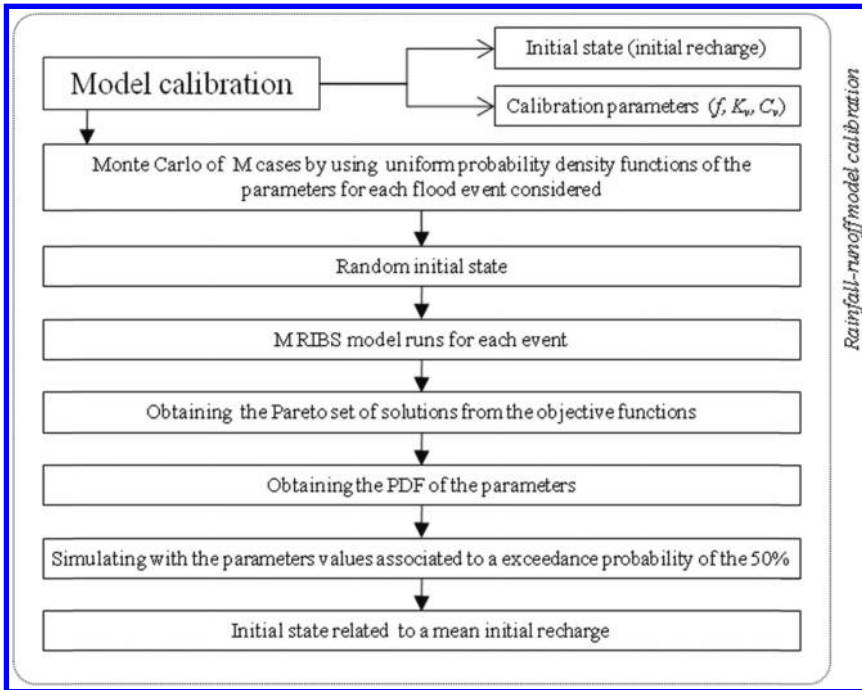 Model calibration
Initial state (initial recharge)
Calibration parameters (f, Kv, Cv)
Monte Carlo of M cases by using uniform probability density functions of the
parameters for each flood event considered
Random initial state
M RIBS model runs for each event
Obtaining the Pareto set of solutions from the objective functions
Obtaining the PDF of the parameters
Simulating with the parameters values associated to a exceedance probability of the 50%
Initial state related to a mean initial recharge
Rainfall-runoff model calibration